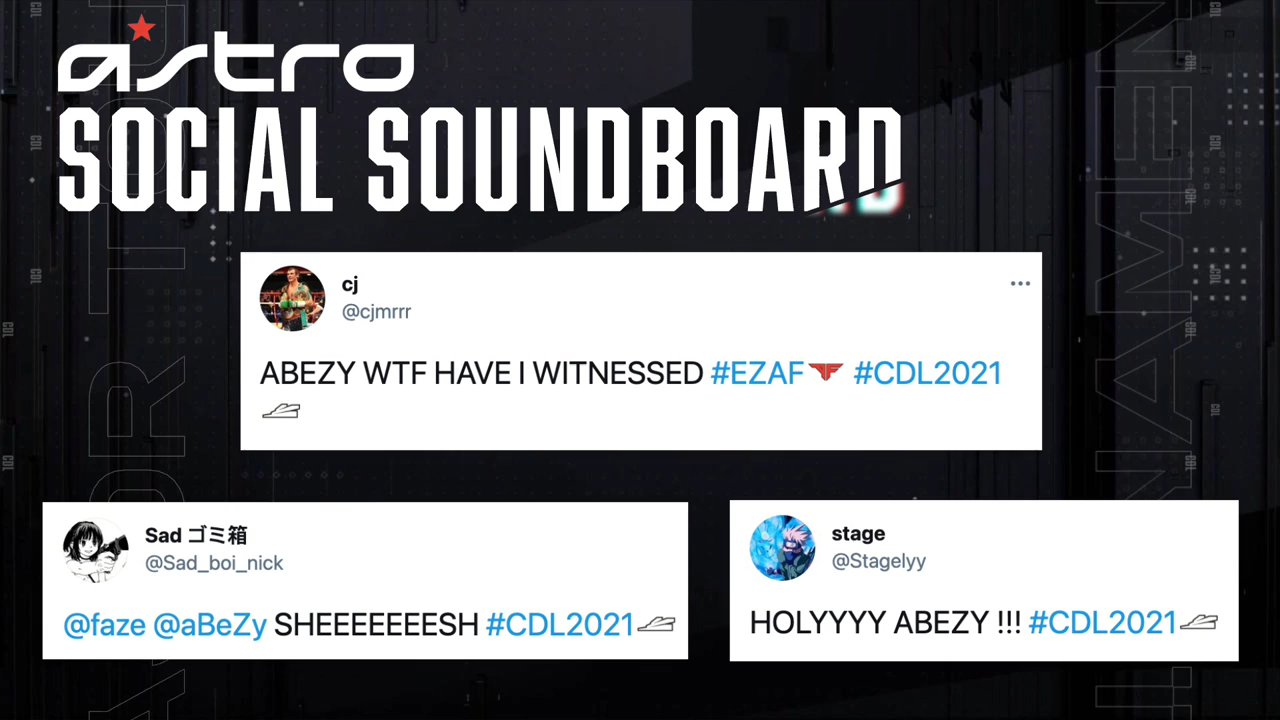 astro
SOCIAL SOUNDBOARD
cj
@cjmrrr
ABEZY WTF HAVE I WITNESSED #EZAF #CDL2021
Sad ゴミ箱
@Sad_boi_nick
@faze @aBeZy SHEEEEEEESH #CDL2021
stage
@Stagelyy
HOLYYYY ABEZY !!! #CDL2021